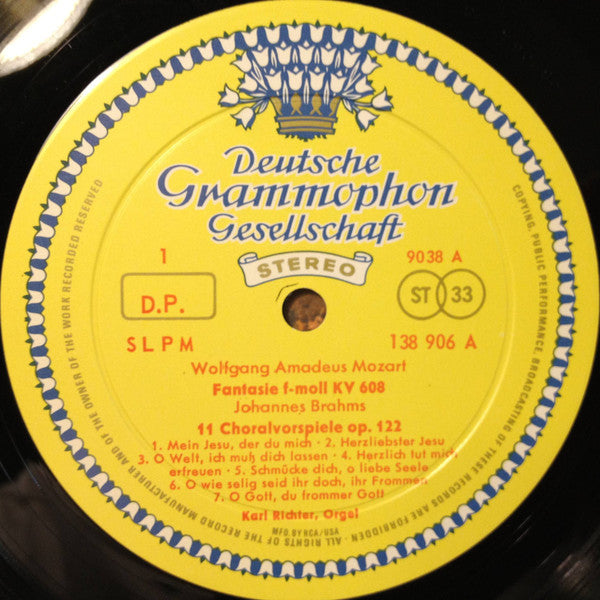 Deutsche
Grammophon
Gesellschaft
STEREO
1
9038 A
D.P.
ST 33
SLPM
138 906 A
Wolfgang Amadeus Mozart
Fantasie f-moll KV 608
Johannes Brahms
11 Choralvorspiele op. 122
1. Mein Jesu, der du mich · 2. Herzliebster Jesu
3. O Welt, ich muß dich lassen · 4. Herzlich tut mich
erfreuen · 5. Schmücke dich, o liebe Seele
6. O wie selig seid ihr doch, ihr Frommen
7. O Gott, du frommer Gott
Karl Richter, Orgel
MFD. BY RCA/USA
ALL RIGHTS OF THE RECORD MANUFACTURER AND OF THE OWNER OF THE WORK RECORDED RESERVED
COPYING, PUBLIC PERFORMANCE, BROADCASTING OF THESE RECORDS ARE FORBIDDEN